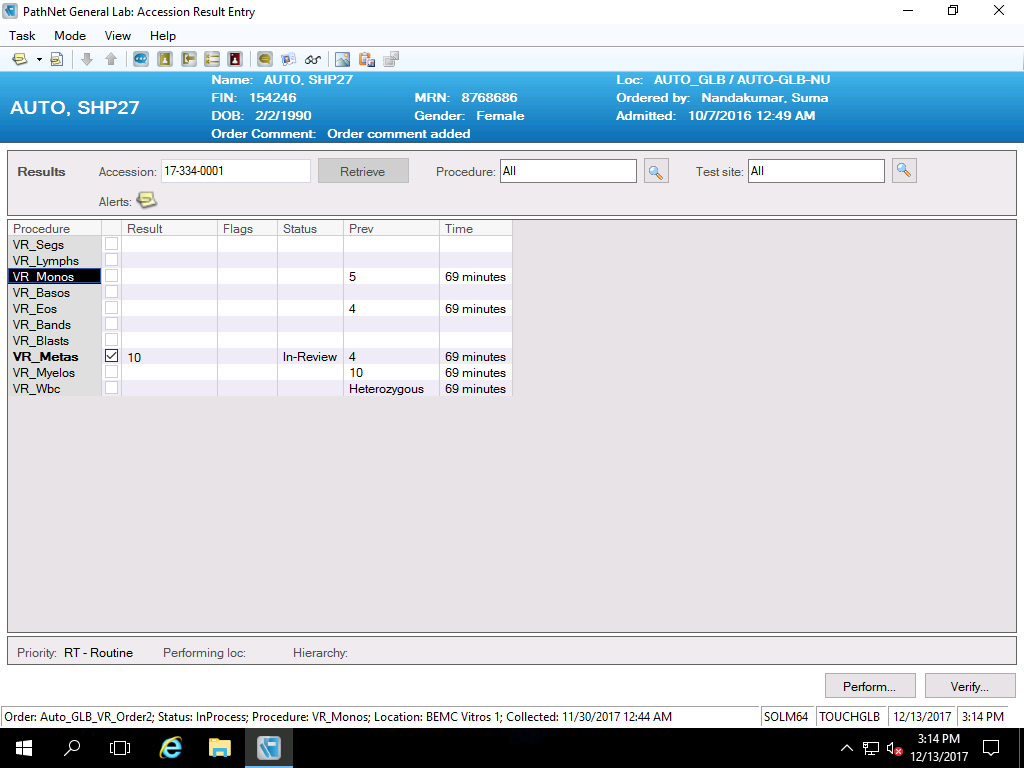 PathNet General Lab: Accession Result Entry
Task Mode View Help
AUTO, SHP27
Name: AUTO, SHP27 Loc: AUTO_GLB / AUTO-GLB-NU
FIN: 154246 MRN: 8768686 Ordered by: Nandakumar, Suma
DOB: 2/2/1990 Gender: Female Admitted: 10/7/2016 12:49 AM
Order Comment: Order comment added
Results Accession: 17-334-0001 Retrieve Procedure: All Test site: All
Alerts:
Procedure Result Flags Status Prev Time
VR_Segs
VR_Lymphs
VR_Monos 5 69 minutes
VR_Basos
VR_Eos 4 69 minutes
VR_Bands
VR_Blasts
VR_Metas 10 In-Review 4 69 minutes
VR_Myelos 10 69 minutes
VR_Wbc Heterozygous 69 minutes
Priority: RT - Routine Performing loc: Hierarchy:
Perform... Verify...
Order: Auto_GLB_VR_Order2; Status: InProcess; Procedure: VR_Monos; Location: BEMC Vitros 1; Collected: 11/30/2017 12:44 AM SOLM64 TOUCHGLB 12/13/2017 3:14 PM
3:14 PM
12/13/2017